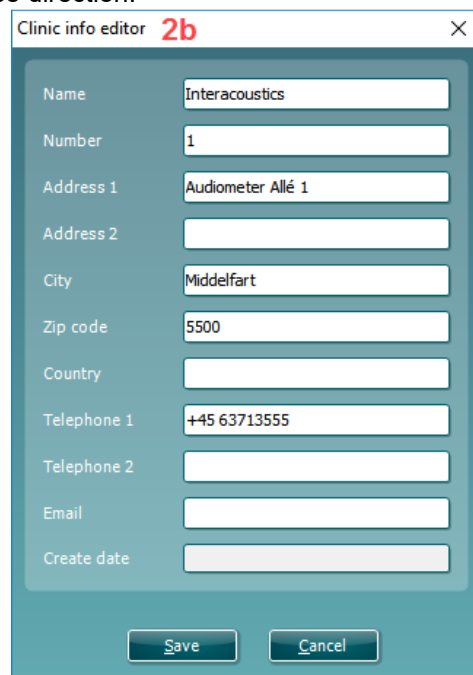 direction.
Clinic info editor 2b
Name Interacoustics
Number 1
Address 1 Audiometer Allé 1
Address 2
City Middelfart
Zip code 5500
Country
Telephone 1 +45 63713555
Telephone 2
Email
Create date
Save Cancel